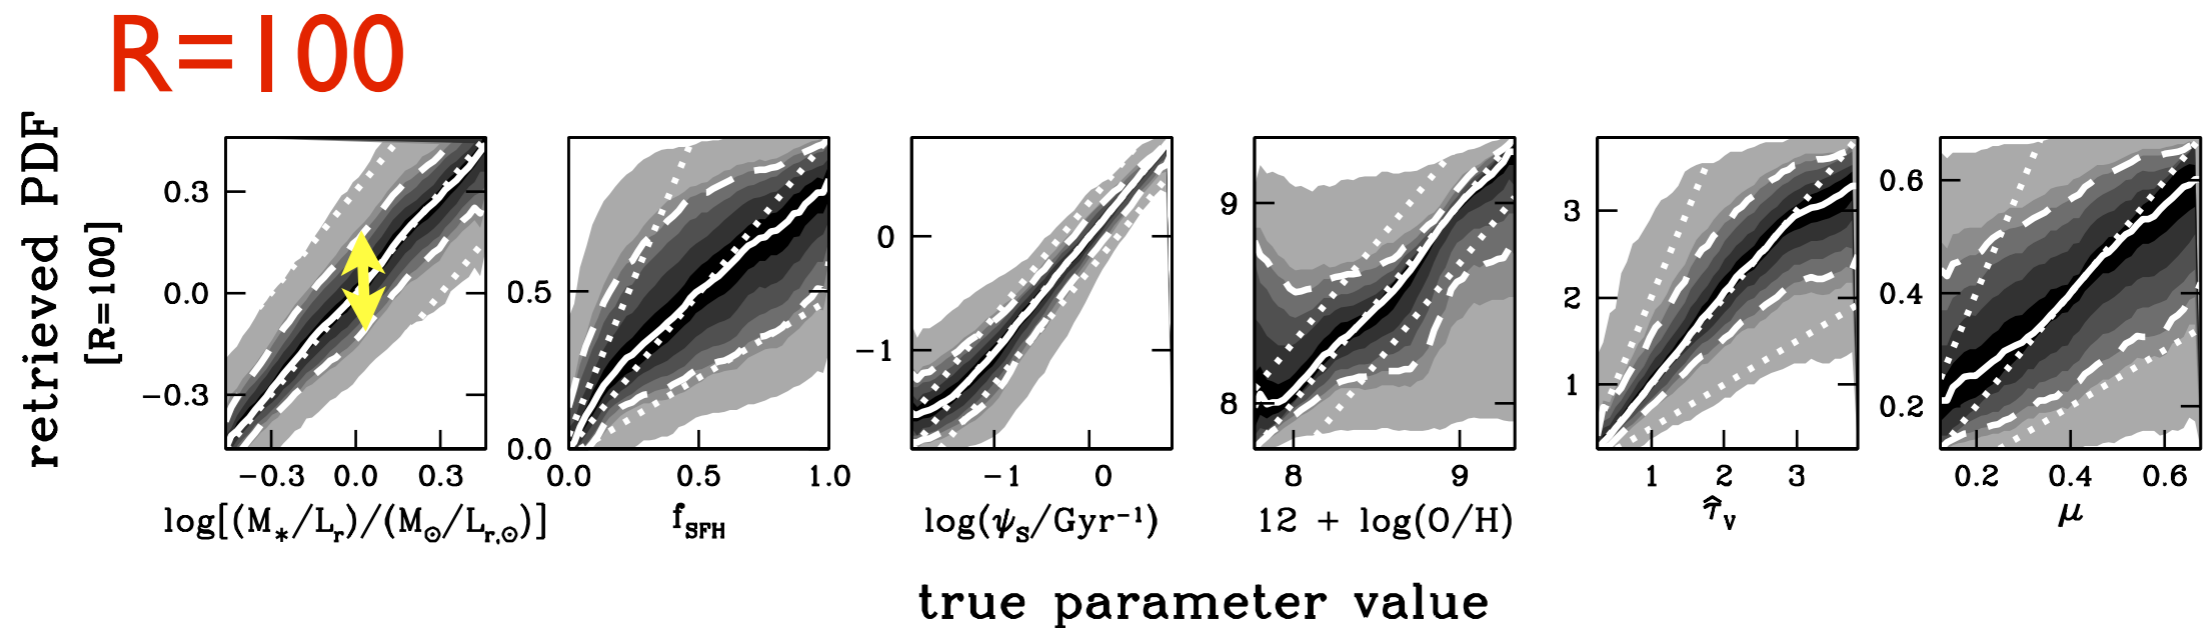 R=100
retrieved PDF
[R=100]
0.3
0.0
−0.3
−0.3 0.0 0.3
log[(M*/Lr)/(M☉/Lr,☉)]
0.5
0.0
0.0 0.5 1.0
fSFH
0
−1
−1 0
log(ψS/Gyr−1)
9
8
8 9
12 + log(O/H)
3
2
1
1 2 3
τ̂V
0.6
0.4
0.2
0.2 0.4 0.6
μ
true parameter value